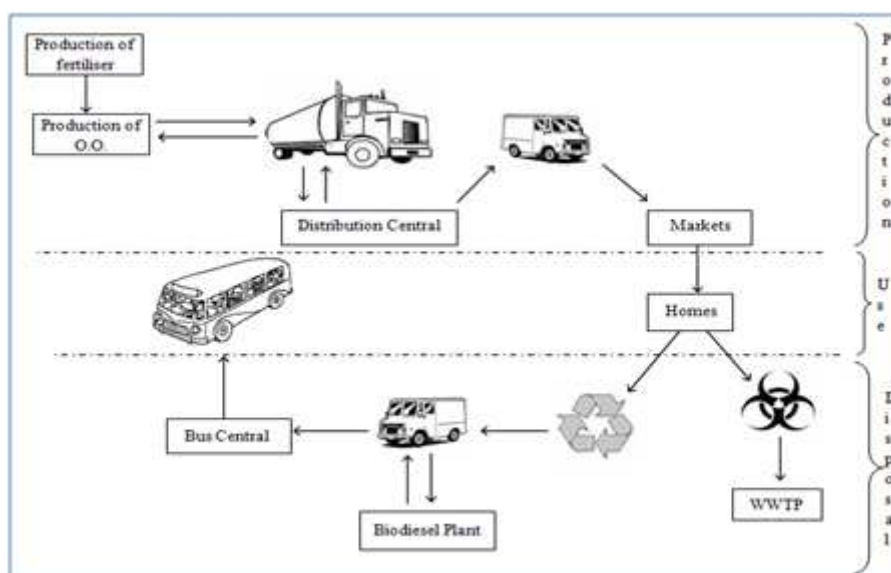 Production of
fertiliser
Production of
O.O.
Distribution Central
Markets
Production
Homes
Use
Bus Central
Biodiesel Plant
WWTP
Disposal